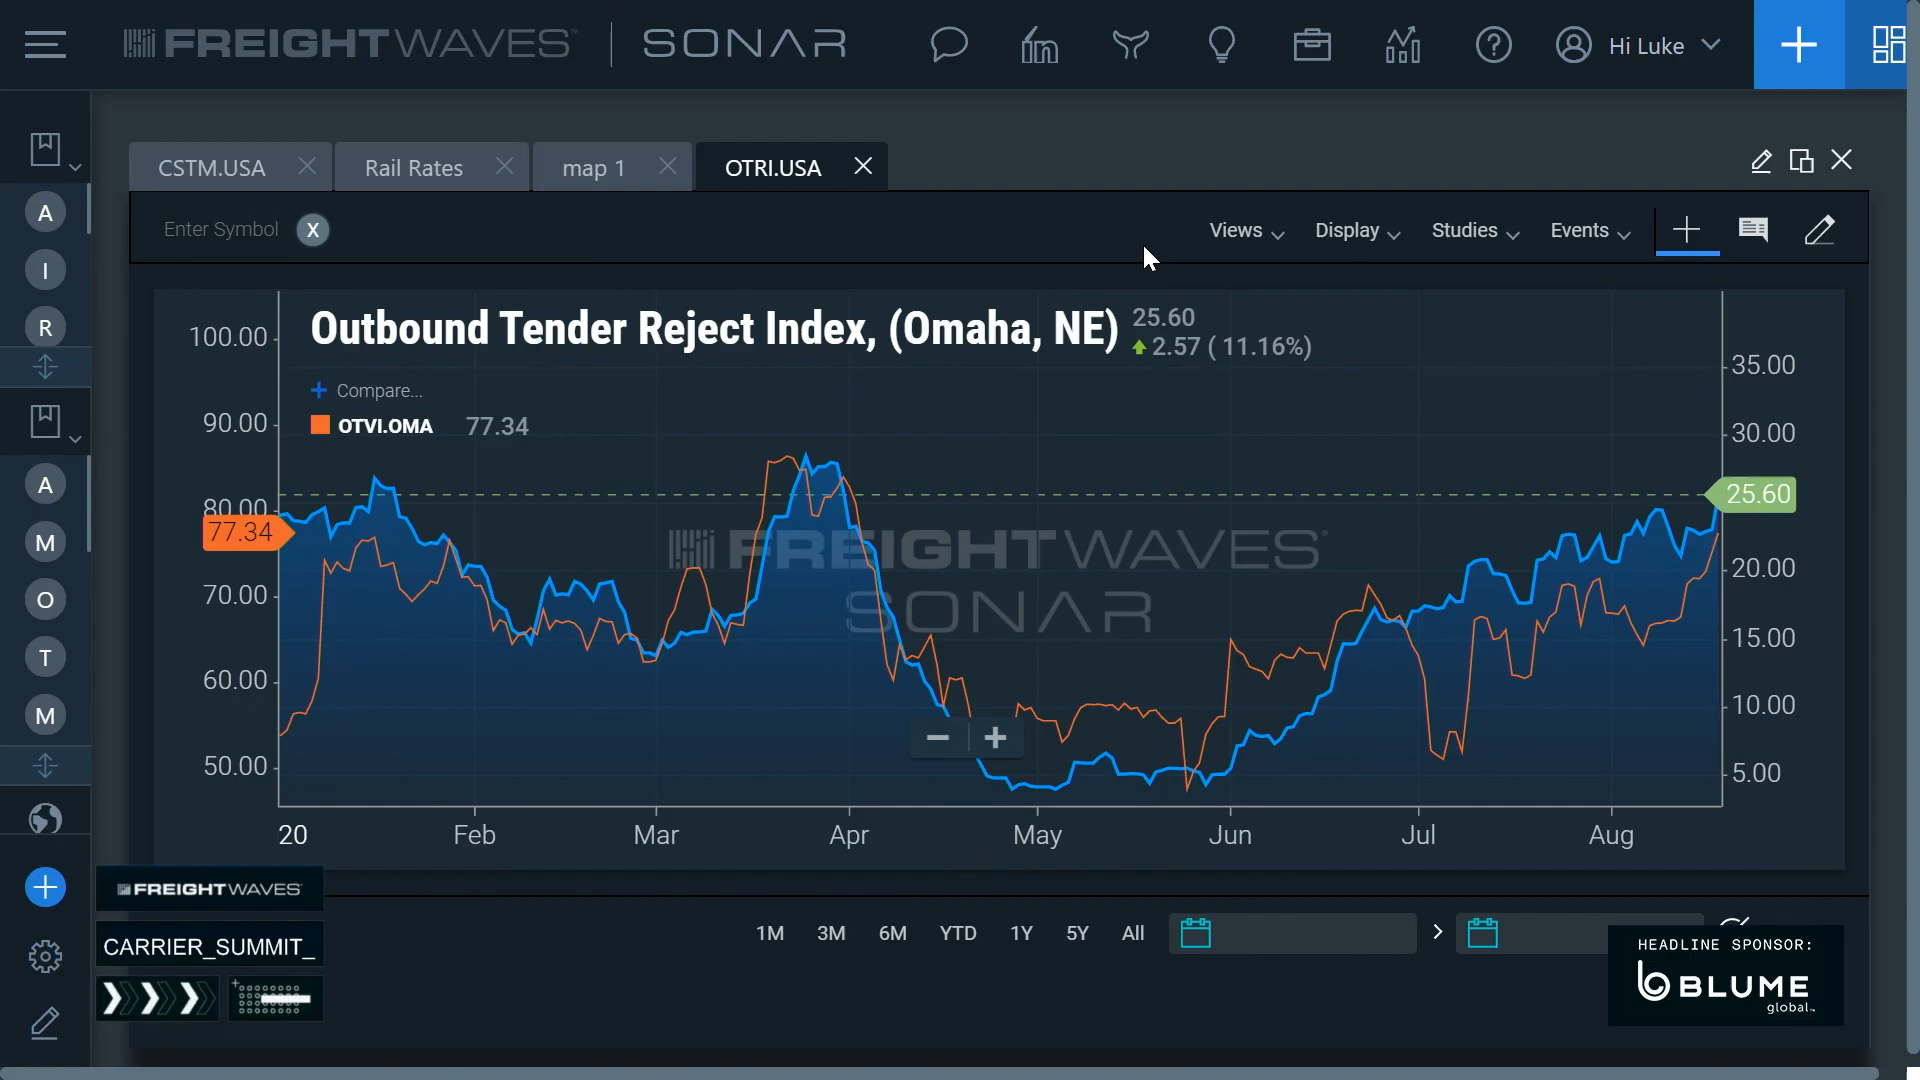 FREIGHTWAVES SONAR
Hi Luke
CSTM.USA
Rail Rates
map 1
OTRI.USA
Enter Symbol
X
Views
Display
Studies
Events
A
I
R
A
M
O
T
M
Outbound Tender Reject Index, (Omaha, NE)
25.60
2.57 ( 11.16%)
Compare...
OTVI.OMA 77.34
100.00
90.00
80.00
77.34
70.00
60.00
50.00
35.00
30.00
25.60
20.00
15.00
10.00
5.00
FREIGHTWAVES
SONAR
20 Feb Mar Apr May Jun Jul Aug
1M 3M 6M YTD 1Y 5Y All
FREIGHTWAVES
CARRIER_SUMMIT_
HEADLINE SPONSOR:
BLUME
global